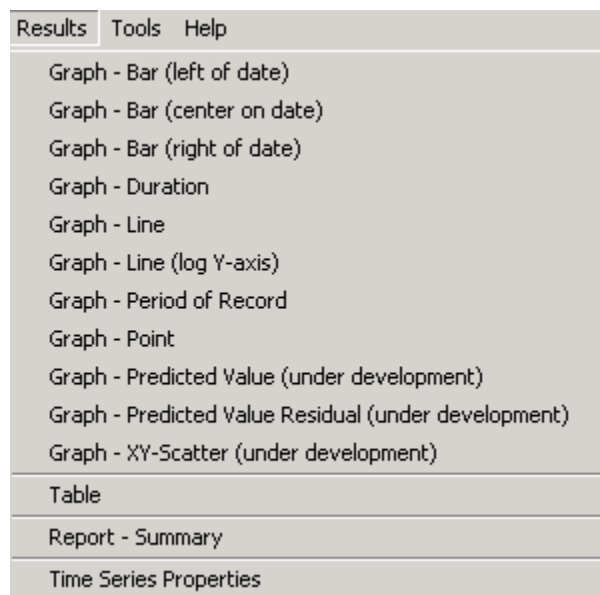 Results Tools Help
Graph - Bar (left of date)
Graph - Bar (center on date)
Graph - Bar (right of date)
Graph - Duration
Graph - Line
Graph - Line (log Y-axis)
Graph - Period of Record
Graph - Point
Graph - Predicted Value (under development)
Graph - Predicted Value Residual (under development)
Graph - XY-Scatter (under development)
Table
Report - Summary
Time Series Properties